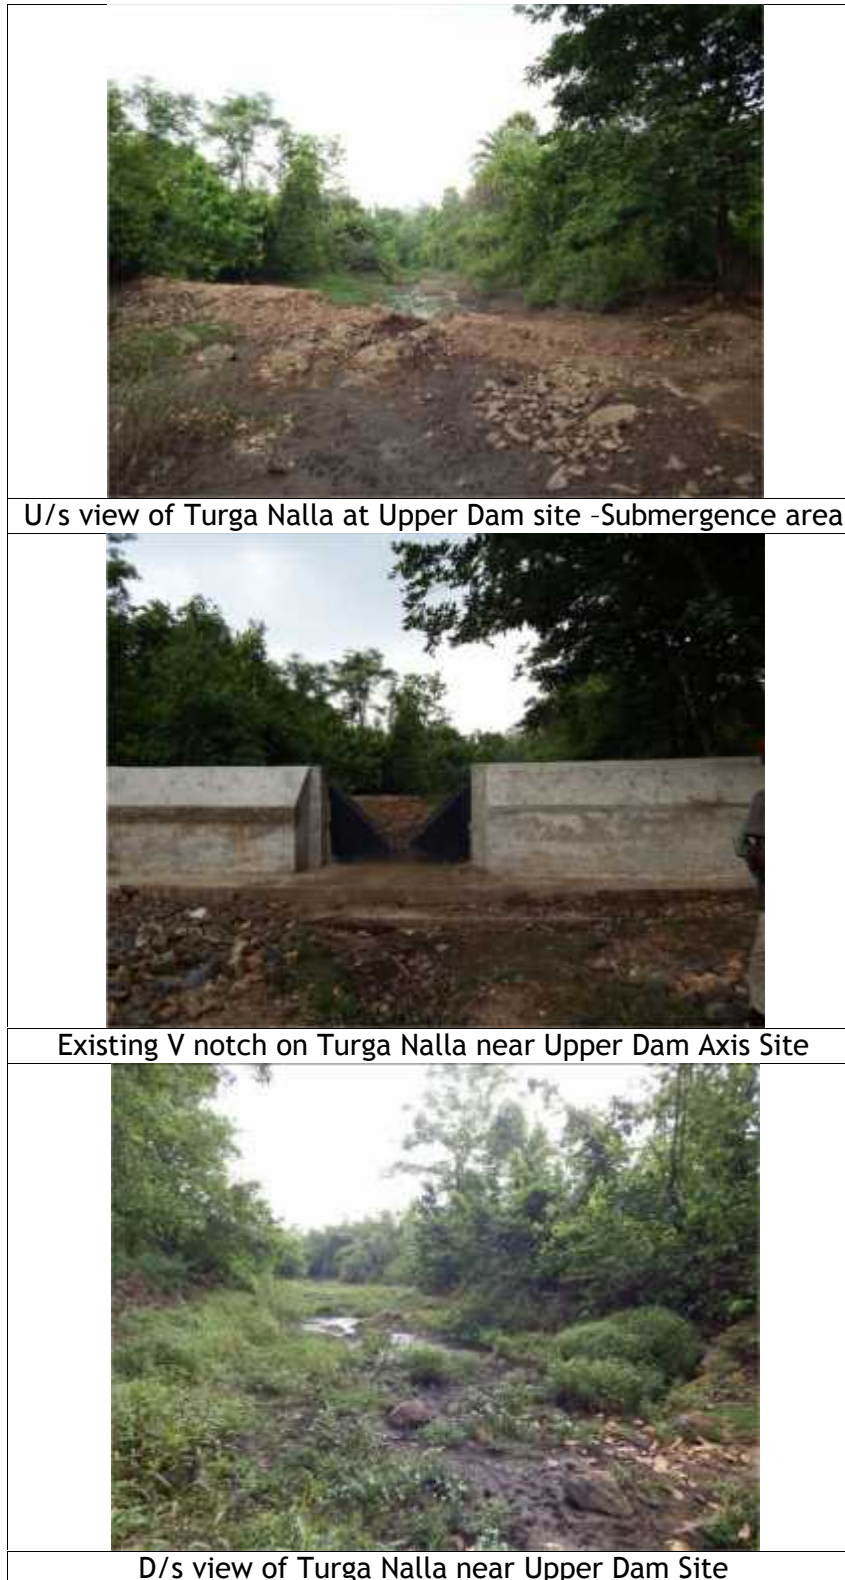 U/s view of Turga Nalla at Upper Dam site -Submergence area
Existing V notch on Turga Nalla near Upper Dam Axis Site
D/s view of Turga Nalla near Upper Dam Site